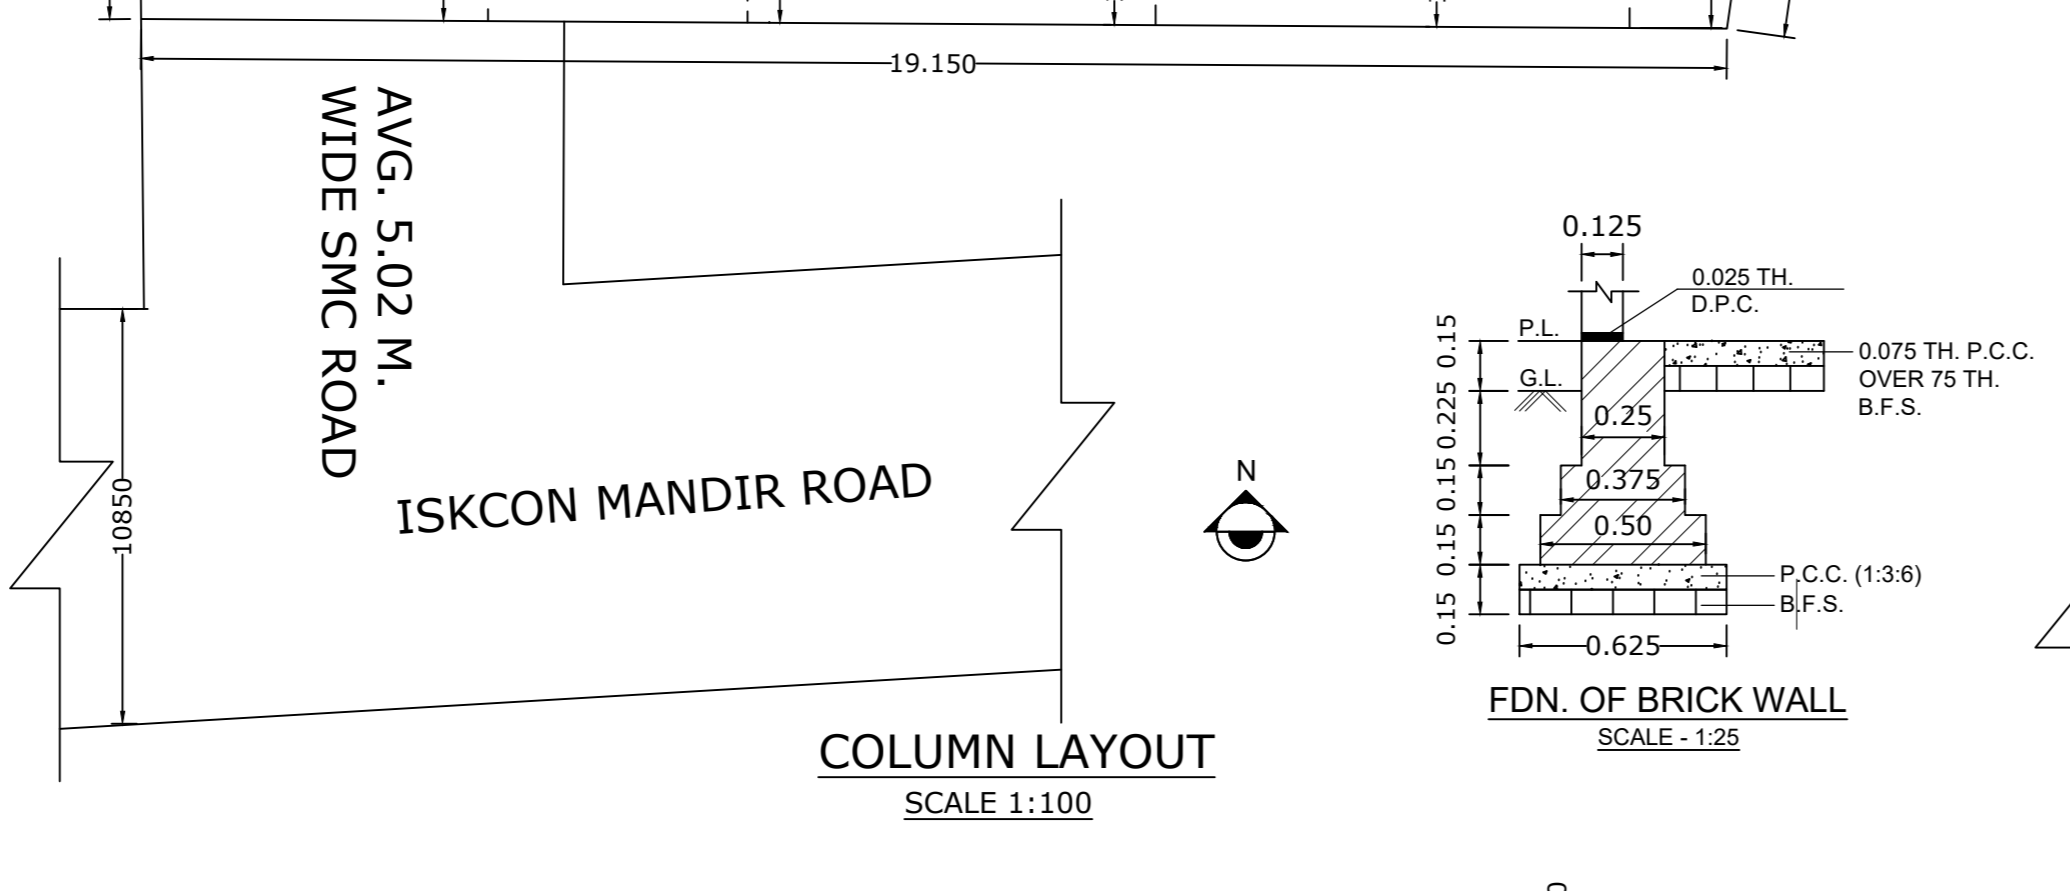 19.150
AVG. 5.02 M.
WIDE SMC ROAD
10850
ISKCON MANDIR ROAD
COLUMN LAYOUT
SCALE 1:100
N
0.125
0.025 TH.
D.P.C.
P.L.
G.L.
0.15
0.225
0.15
0.15
0.15
0.075 TH. P.C.C.
OVER 75 TH.
B.F.S.
0.25
0.375
0.50
P.C.C. (1:3:6)
B.F.S.
0.625
FDN. OF BRICK WALL
SCALE - 1:25